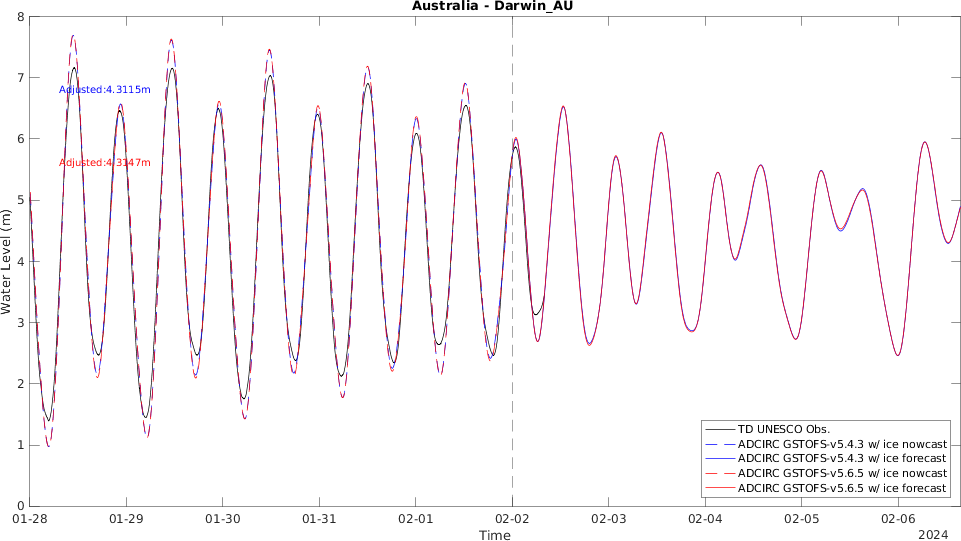 Australia - Darwin_AU
8
7
6
5
4
3
2
1
0
Water Level (m)
Adjusted:4.3115m
Adjusted:4.3147m
TD UNESCO Obs.
ADCIRC GSTOFS-v5.4.3 w/ ice nowcast
ADCIRC GSTOFS-v5.4.3 w/ ice forecast
ADCIRC GSTOFS-v5.6.5 w/ ice nowcast
ADCIRC GSTOFS-v5.6.5 w/ ice forecast
01-28 01-29 01-30 01-31 02-01 02-02 02-03 02-04 02-05 02-06
Time
2024